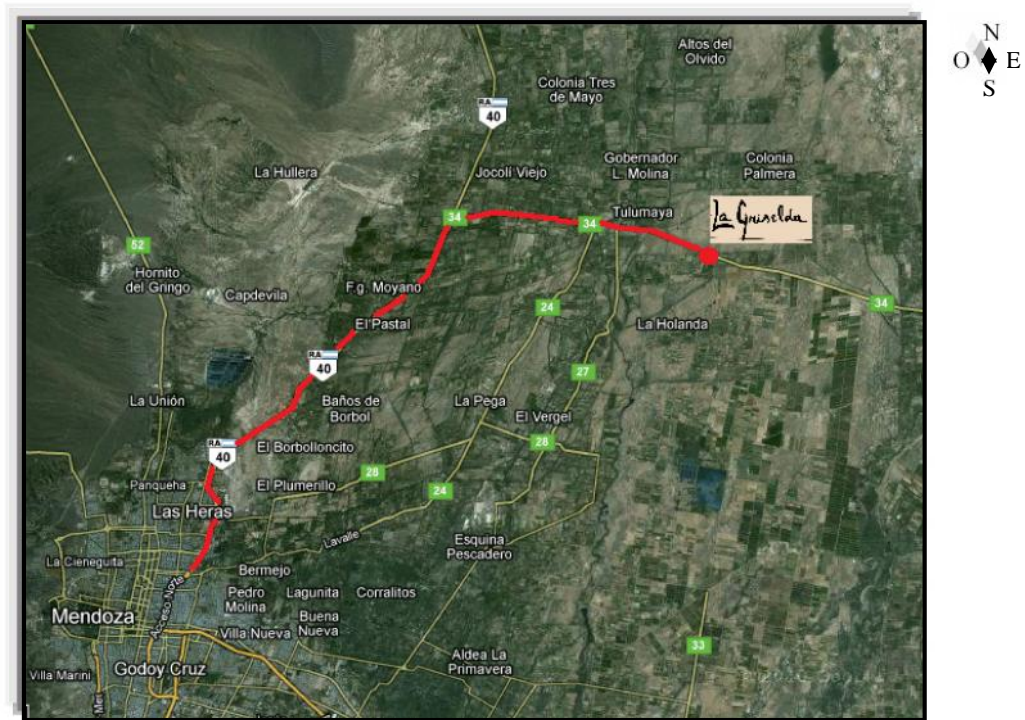 N
O E
S
Altos del
Olvido
Colonia Tres
de Mayo
RA
40
La Hullera
Jocolí Viejo
Gobernador
L. Molina
Colonia
Palmera
34
34
Tulumaya
La Griselda
52
Hornito
del Gringo
Capdevila
F.g. Moyano
El Pastal
24
La Holanda
34
RA
40
27
La Unión
Baños de
Borbol
La Pega
El Vergel
RA
40
El Borbolloncito
28
Panqueha
El Plumerillo
28
24
Las Heras
Lavalle
Esquina
Pescadero
La Cieneguita
Bermejo
Acceso Norte
Pedro
Molina
Lagunita
Corralitos
Mendoza
Villa Nueva
Buena
Nueva
33
Villa Marini
Godoy Cruz
Aldea La
Primavera